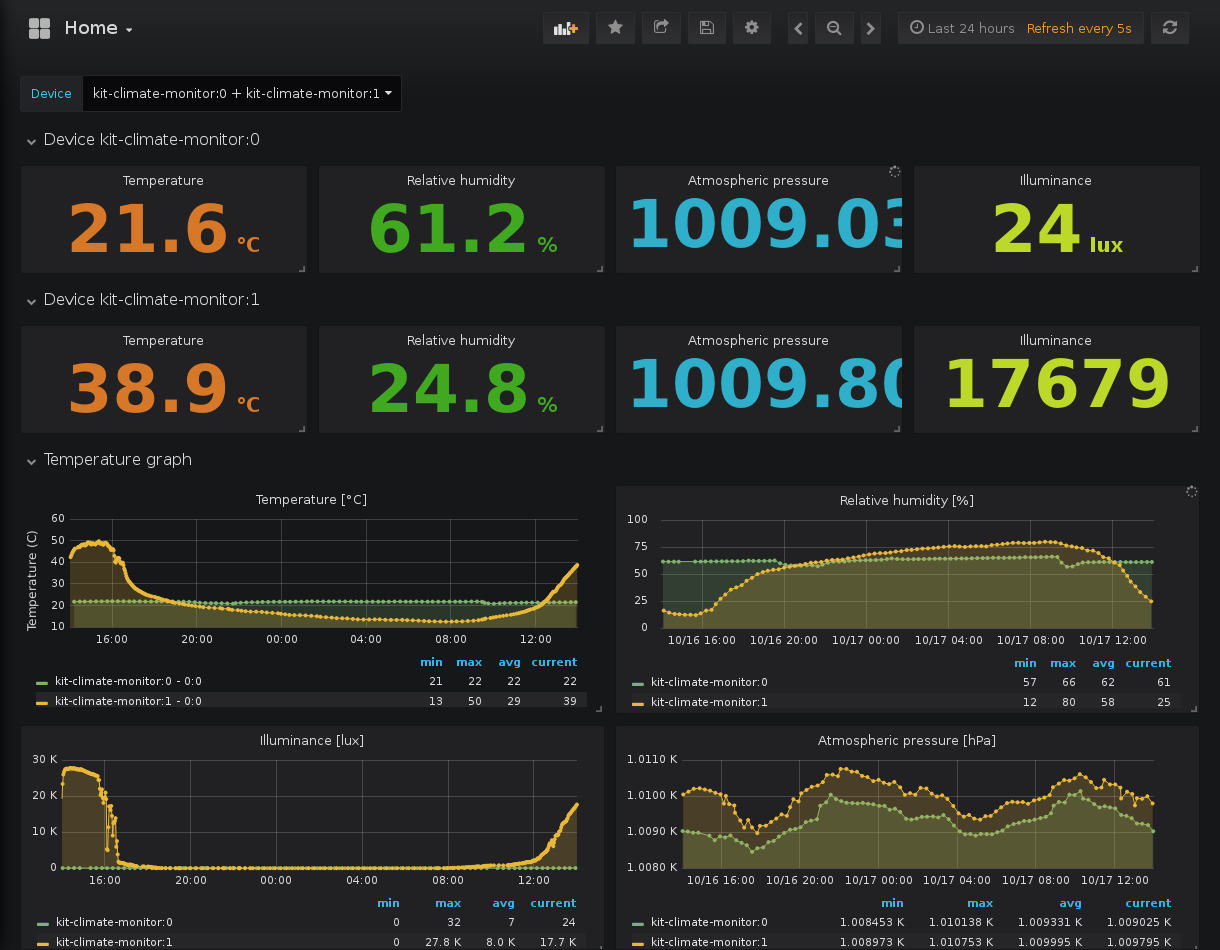 Home
Last 24 hours Refresh every 5s
Device kit-climate-monitor:0 + kit-climate-monitor:1
Device kit-climate-monitor:0
Temperature Relative humidity Atmospheric pressure Illuminance
21.6 °C 61.2 % 1009.03 24 lux
Device kit-climate-monitor:1
Temperature Relative humidity Atmospheric pressure Illuminance
38.9 °C 24.8 % 1009.80 17679
Temperature graph
Temperature [°C]
Temperature (C)
60
50
40
30
20
10
16:00 20:00 00:00 04:00 08:00 12:00
min max avg current
kit-climate-monitor:0 - 0:0 21 22 22 22
kit-climate-monitor:1 - 0:0 13 50 29 39
Relative humidity [%]
100
75
50
25
0
10/16 16:00 10/16 20:00 10/17 00:00 10/17 04:00 10/17 08:00 10/17 12:00
min max avg current
kit-climate-monitor:0 57 66 62 61
kit-climate-monitor:1 12 80 58 25
Illuminance [lux]
30 K
20 K
10 K
0
16:00 20:00 00:00 04:00 08:00 12:00
min max avg current
kit-climate-monitor:0 0 32 7 24
kit-climate-monitor:1 0 27.8 K 8.0 K 17.7 K
Atmospheric pressure [hPa]
1.0110 K
1.0100 K
1.0090 K
1.0080 K
10/16 16:00 10/16 20:00 10/17 00:00 10/17 04:00 10/17 08:00 10/17 12:00
min max avg current
kit-climate-monitor:0 1.008453 K 1.010138 K 1.009331 K 1.009025 K
kit-climate-monitor:1 1.008973 K 1.010753 K 1.009995 K 1.009795 K